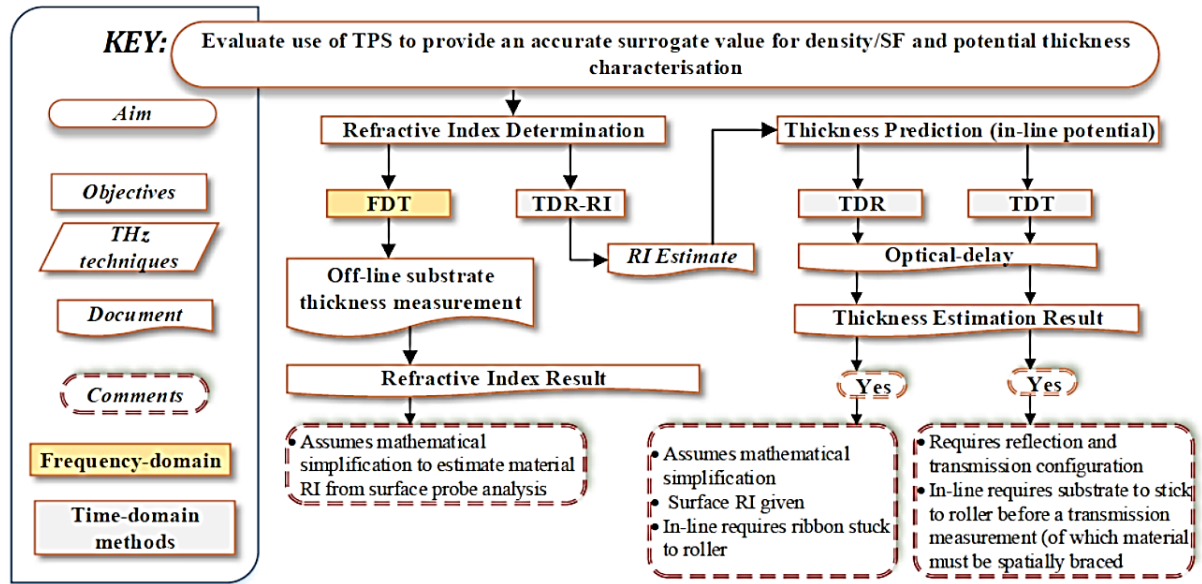 KEY:
Evaluate use of TPS to provide an accurate surrogate value for density/SF and potential thickness
characterisation
Aim
Objectives
THz
techniques
Document
Comments
Frequency-domain
Time-domain
methods
Refractive Index Determination
FDT
TDR-RI
RI Estimate
Off-line substrate
thickness measurement
Refractive Index Result
• Assumes mathematical
simplification to estimate material
RI from surface probe analysis
Thickness Prediction (in-line potential)
TDR
TDT
Optical-delay
Thickness Estimation Result
Yes
Yes
• Assumes mathematical
simplification
• Surface RI given
• In-line requires ribbon stuck
to roller
• Requires reflection and
transmission configuration
• In-line requires substrate to stick
to roller before a transmission
measurement (of which material
must be spatially braced